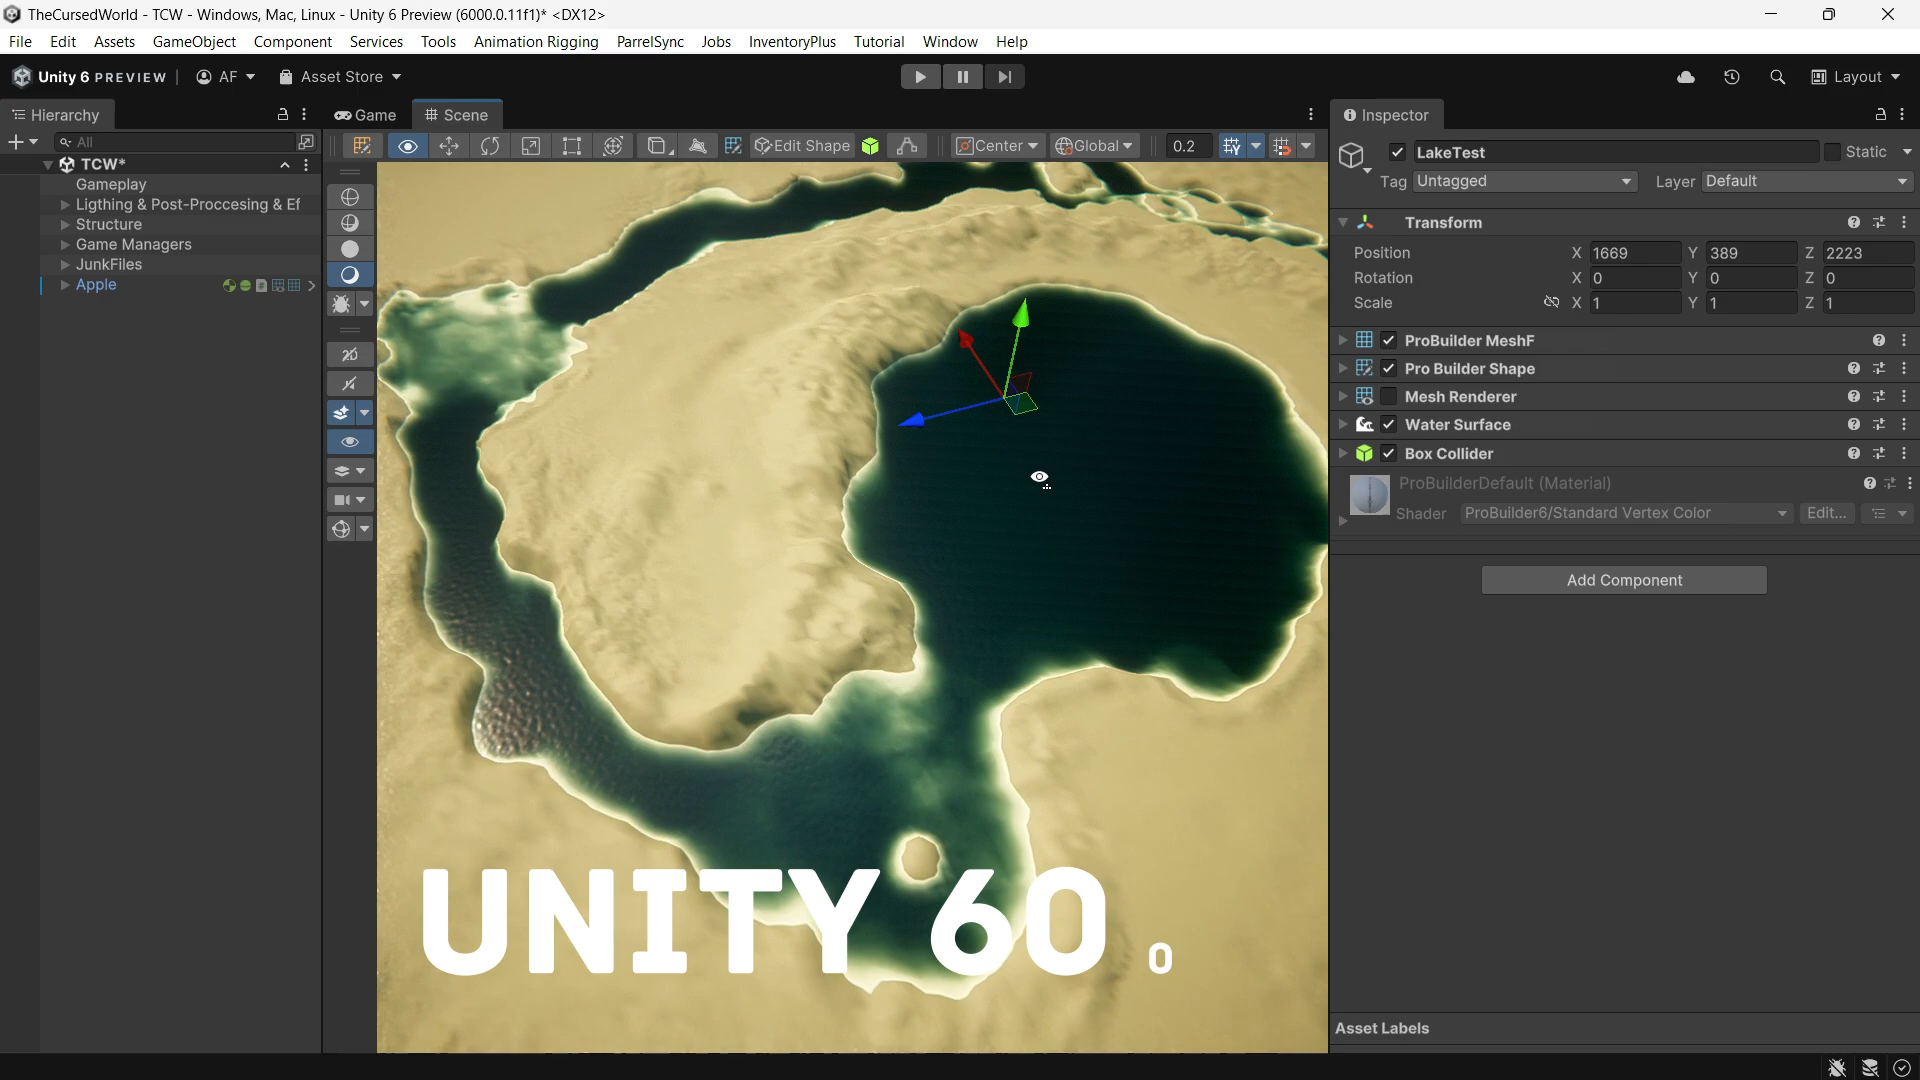 TheCursedWorld - TCW - Windows, Mac, Linux - Unity 6 Preview (6000.0.11f1)* <DX12>
File Edit Assets GameObject Component Services Tools Animation Rigging ParrelSync Jobs InventoryPlus Tutorial Window Help
Unity 6 PREVIEW AF Asset Store Layout
Hierarchy Game Scene Inspector
All Edit Shape Center Global 0.2
TCW*
Gameplay
Ligthing & Post-Proccesing & Ef
Structure
Game Managers
JunkFiles
Apple
2D
LakeTest Static
Tag Untagged Layer Default
Transform
Position X 1669 Y 389 Z 2223
Rotation X 0 Y 0 Z 0
Scale X 1 Y 1 Z 1
ProBuilder MeshF
Pro Builder Shape
Mesh Renderer
Water Surface
Box Collider
ProBuilderDefault (Material)
Shader ProBuilder6/Standard Vertex Color Edit...
Add Component
UNITY 60 0
Asset Labels